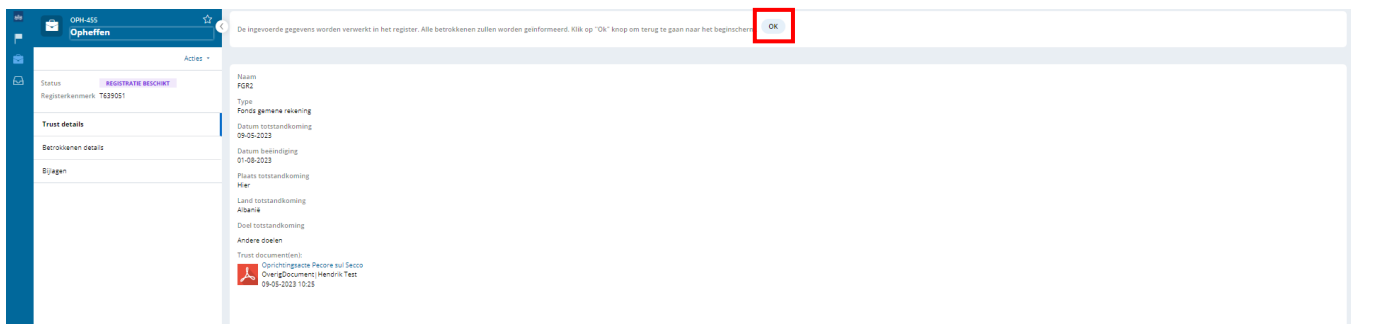 OPH-455
Opheffen
Acties
Status REGISTRATIE BESCHIKT
Registerkenmerk T639051
Trust details
Betrokkenen details
Bijlagen
De ingevoerde gegevens worden verwerkt in het register. Alle betrokkenen zullen worden geinformeerd. Klik op "Ok" knop om terug te gaan naar het beginscherm OK
Naam
FGR2
Type
Fonds gemene rekening
Datum totstandkoming
09-05-2023
Datum beëindiging
01-08-2023
Plaats totstandkoming
Hier
Land totstandkoming
Albanië
Doel totstandkoming
Andere doelen
Trust document(en):
Oprichtingsacte Pecore sul Secco
OverigDocument|Hendrik Test
09-05-2023 10:25